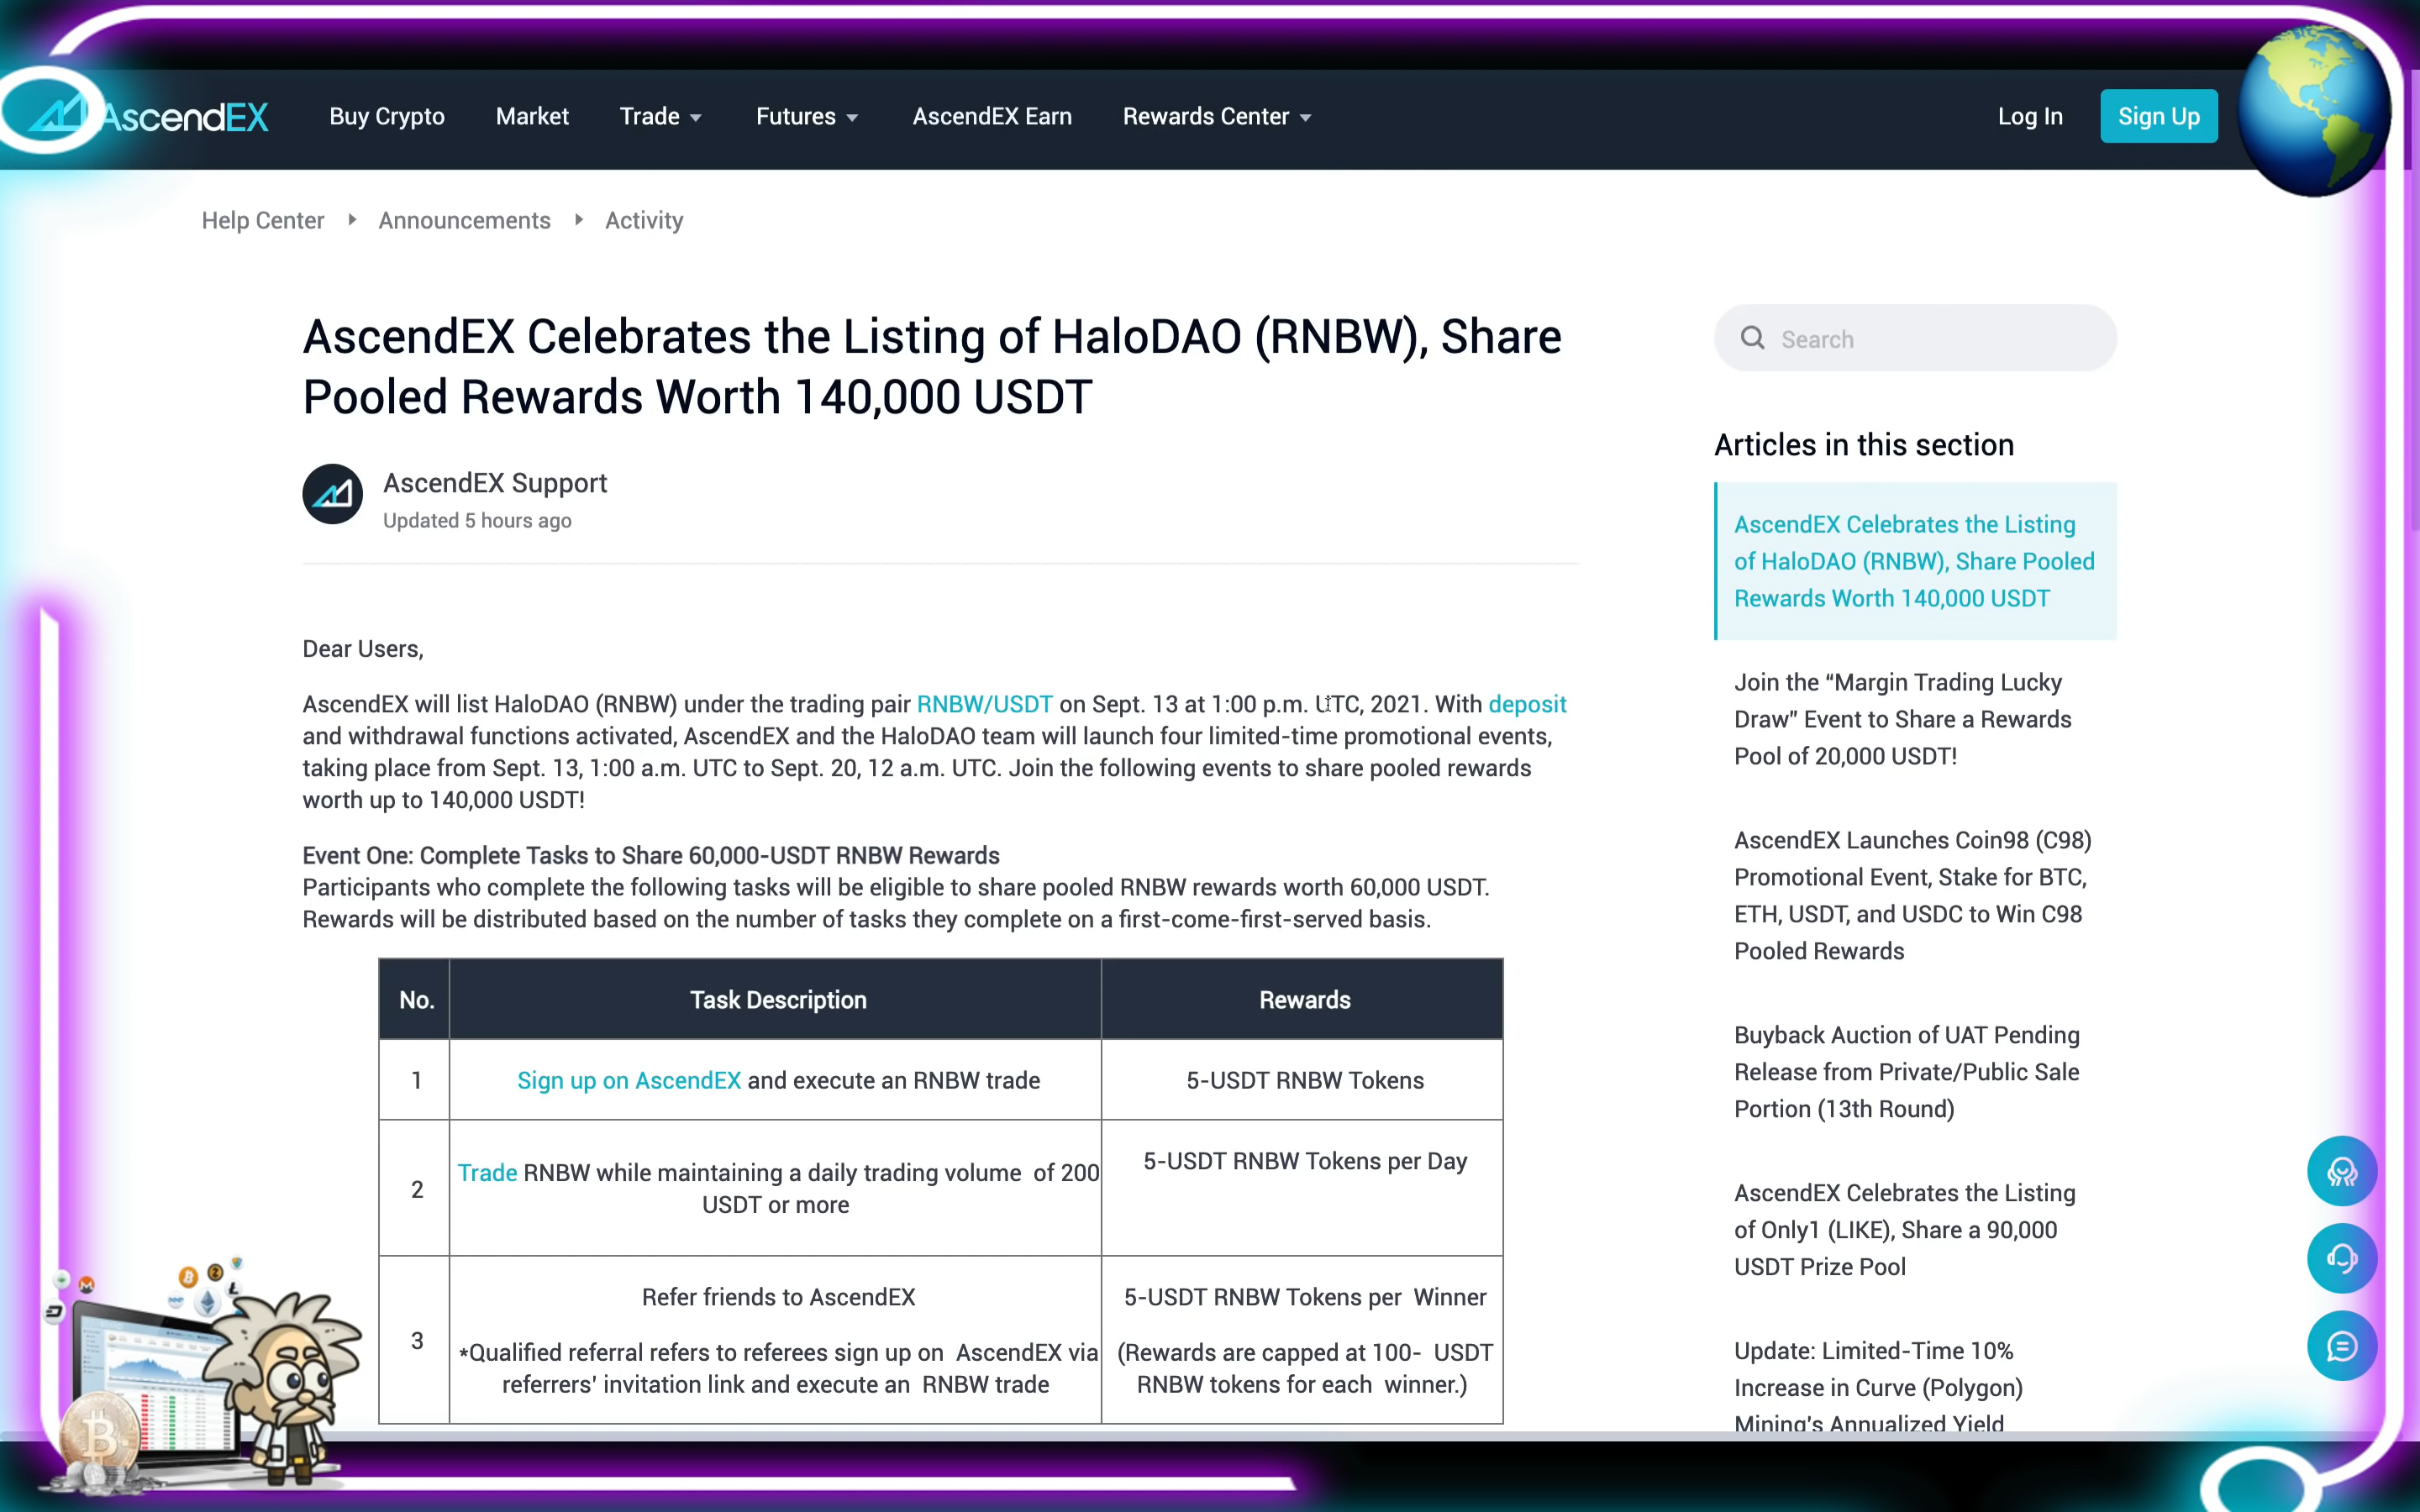 AscendEX
Buy Crypto
Market
Trade
Futures
AscendEX Earn
Rewards Center
Log In
Sign Up
Help Center
Announcements
Activity
AscendEX Celebrates the Listing of HaloDAO (RNBW), Share
Pooled Rewards Worth 140,000 USDT
AscendEX Support
Updated 5 hours ago
Dear Users,
AscendEX will list HaloDAO (RNBW) under the trading pair RNBW/USDT on Sept. 13 at 1:00 p.m. UTC, 2021. With deposit
and withdrawal functions activated, AscendEX and the HaloDAO team will launch four limited-time promotional events,
taking place from Sept. 13, 1:00 a.m. UTC to Sept. 20, 12 a.m. UTC. Join the following events to share pooled rewards
worth up to 140,000 USDT!
Event One: Complete Tasks to Share 60,000-USDT RNBW Rewards
Participants who complete the following tasks will be eligible to share pooled RNBW rewards worth 60,000 USDT.
Rewards will be distributed based on the number of tasks they complete on a first-come-first-served basis.
No.
Task Description
Rewards
1
Sign up on AscendEX and execute an RNBW trade
5-USDT RNBW Tokens
2
Trade RNBW while maintaining a daily trading volume of 200
USDT or more
5-USDT RNBW Tokens per Day
3
Refer friends to AscendEX
*Qualified referral refers to referees sign up on AscendEX via
referrers' invitation link and execute an RNBW trade
5-USDT RNBW Tokens per Winner
(Rewards are capped at 100- USDT
RNBW tokens for each winner.)
Search
Articles in this section
AscendEX Celebrates the Listing
of HaloDAO (RNBW), Share Pooled
Rewards Worth 140,000 USDT
Join the “Margin Trading Lucky
Draw” Event to Share a Rewards
Pool of 20,000 USDT!
AscendEX Launches Coin98 (C98)
Promotional Event, Stake for BTC,
ETH, USDT, and USDC to Win C98
Pooled Rewards
Buyback Auction of UAT Pending
Release from Private/Public Sale
Portion (13th Round)
AscendEX Celebrates the Listing
of Only1 (LIKE), Share a 90,000
USDT Prize Pool
Update: Limited-Time 10%
Increase in Curve (Polygon)
Mining's Annualized Yield